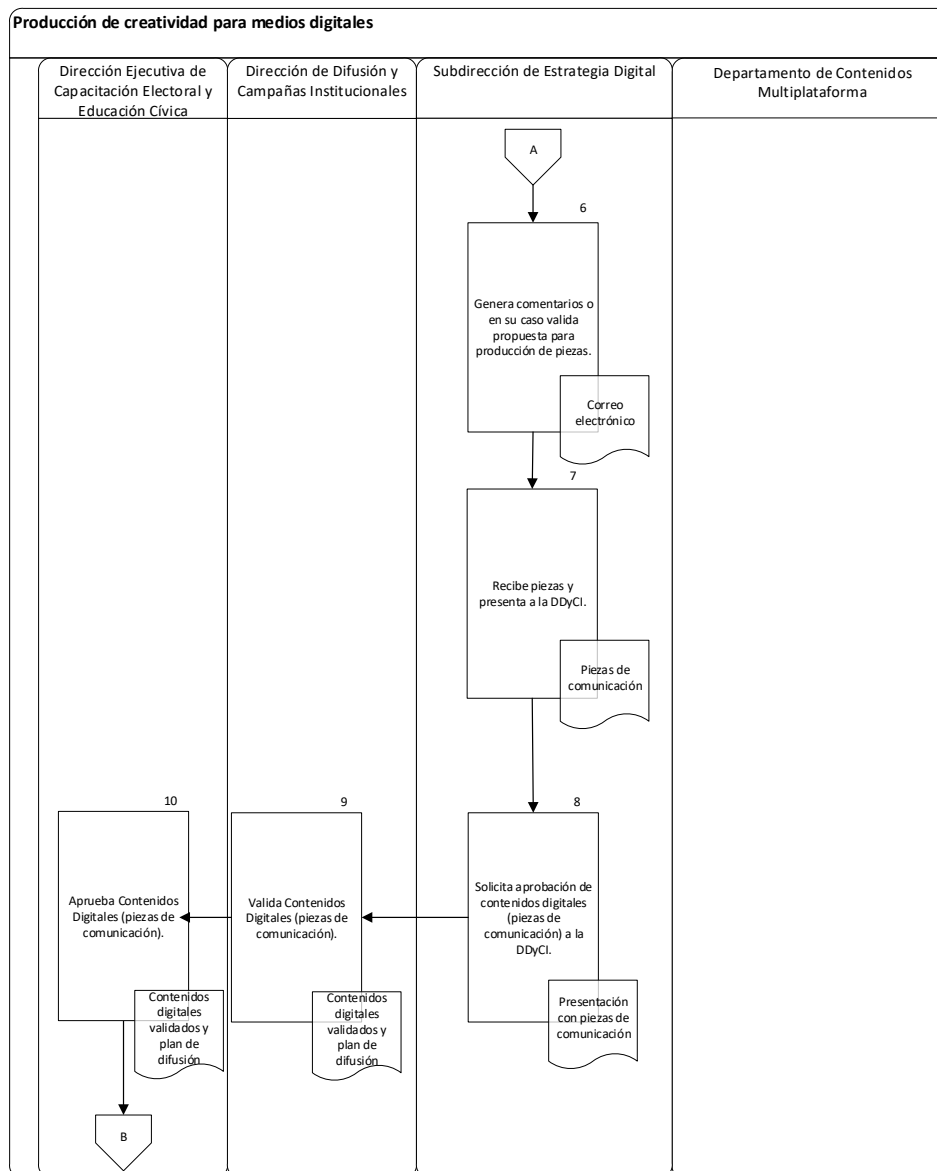 Producción de creatividad para medios digitales
Dirección Ejecutiva de
Capacitación Electoral y
Educación Cívica
Dirección de Difusión y
Campañas Institucionales
Subdirección de Estrategia Digital
Departamento de Contenidos
Multiplataforma
A
6
Genera comentarios o
en su caso valida
propuesta para
producción de piezas.
Correo
electrónico
7
Recibe piezas y
presenta a la DDyCI.
Piezas de
comunicación
8
Solicita aprobación de
contenidos digitales
(piezas de
comunicación) a la
DDyCI.
Presentación
con piezas de
comunicación
9
Valida Contenidos
Digitales (piezas de
comunicación).
Contenidos
digitales
validados y
plan de
difusión
10
Aprueba Contenidos
Digitales (piezas de
comunicación).
Contenidos
digitales
validados y
plan de
difusión
B